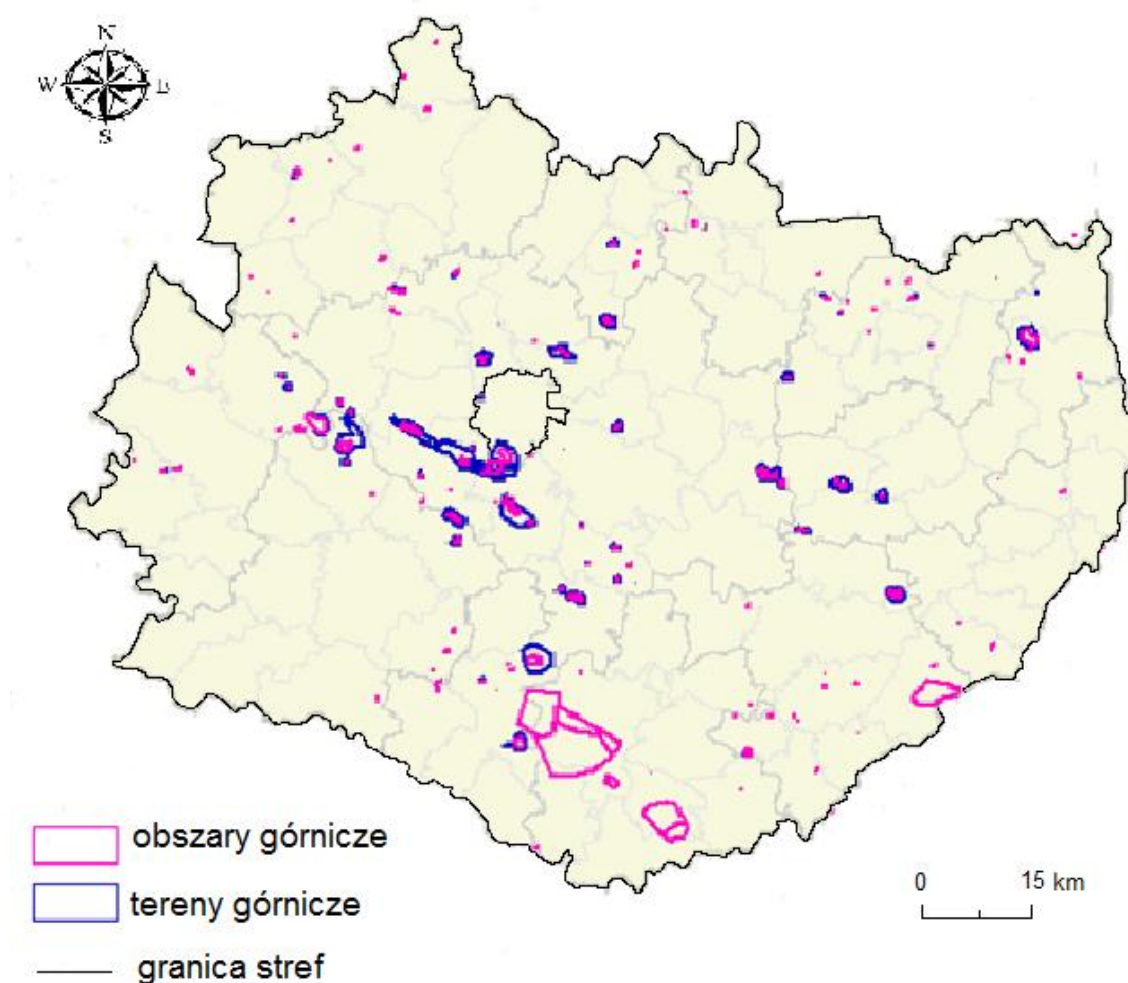 N
W E
S
obszary górnicze
tereny górnicze
granica stref
0 15 km